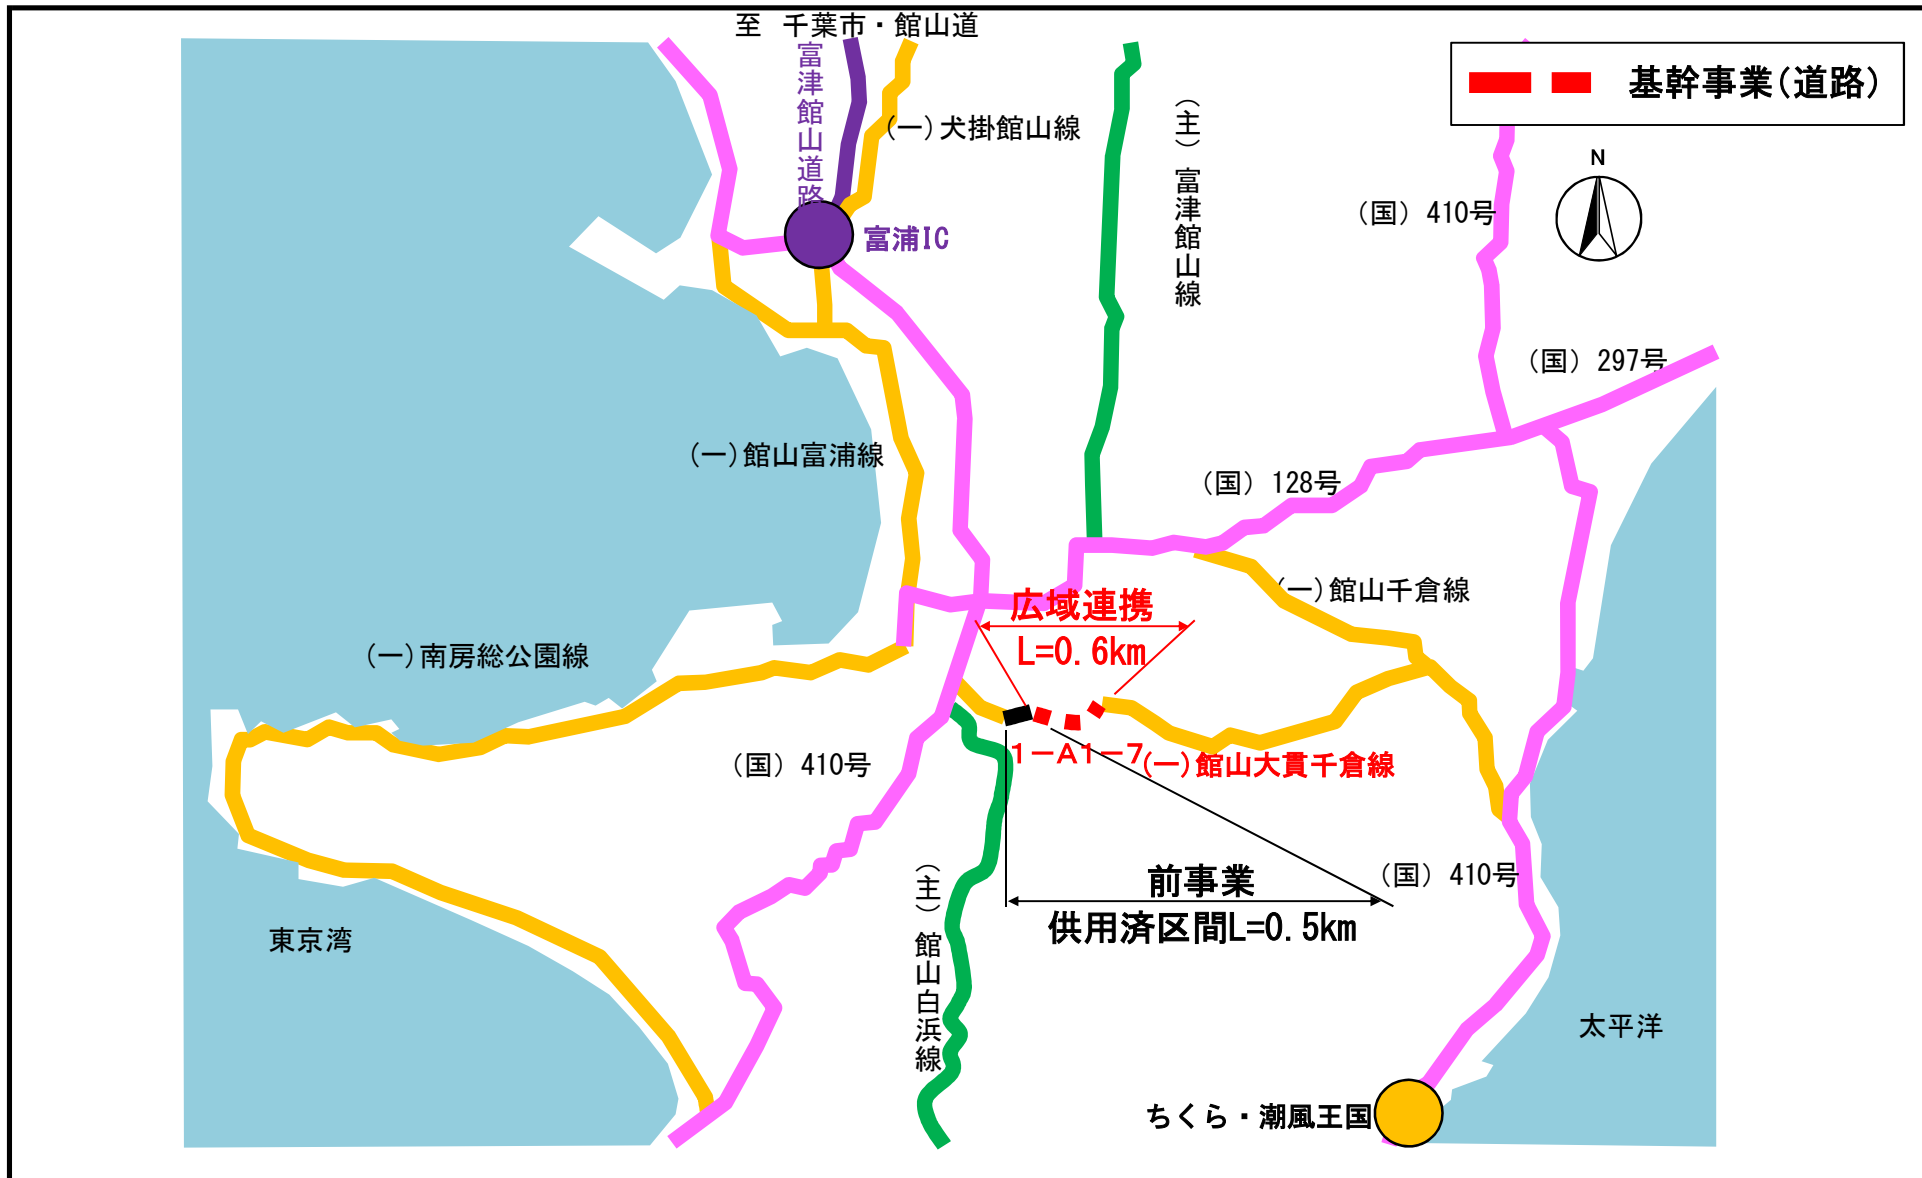 至　千葉市・館山道
富津館山道路
(一)犬掛館山線
(主)富津館山線
基幹事業(道路)
N
(国) 410号
富浦IC
(国) 297号
(一)館山富浦線
(国) 128号
広域連携
(一)館山千倉線
L=0.6km
(一)南房総公園線
1－A1－7(一)館山大貫千倉線
(国) 410号
前事業
(国) 410号
供用済区間L=0.5km
(主)館山白浜線
東京湾
太平洋
ちくら・潮風王国